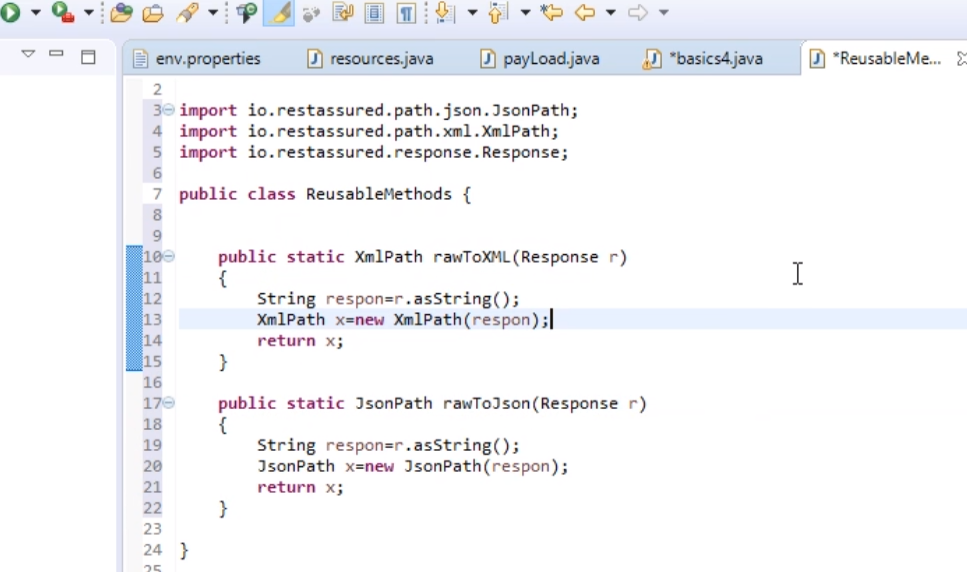 env.properties resources.java payLoad.java *basics4.java *ReusableMe...
2
3 import io.restassured.path.json.JsonPath;
4 import io.restassured.path.xml.XmlPath;
5 import io.restassured.response.Response;
6
7 public class ReusableMethods {
8
9
10 public static XmlPath rawToXML(Response r)
11 {
12 String respon=r.asString();
13 XmlPath x=new XmlPath(respon);
14 return x;
15 }
16
17 public static JsonPath rawToJson(Response r)
18 {
19 String respon=r.asString();
20 JsonPath x=new JsonPath(respon);
21 return x;
22 }
23
24 }
25